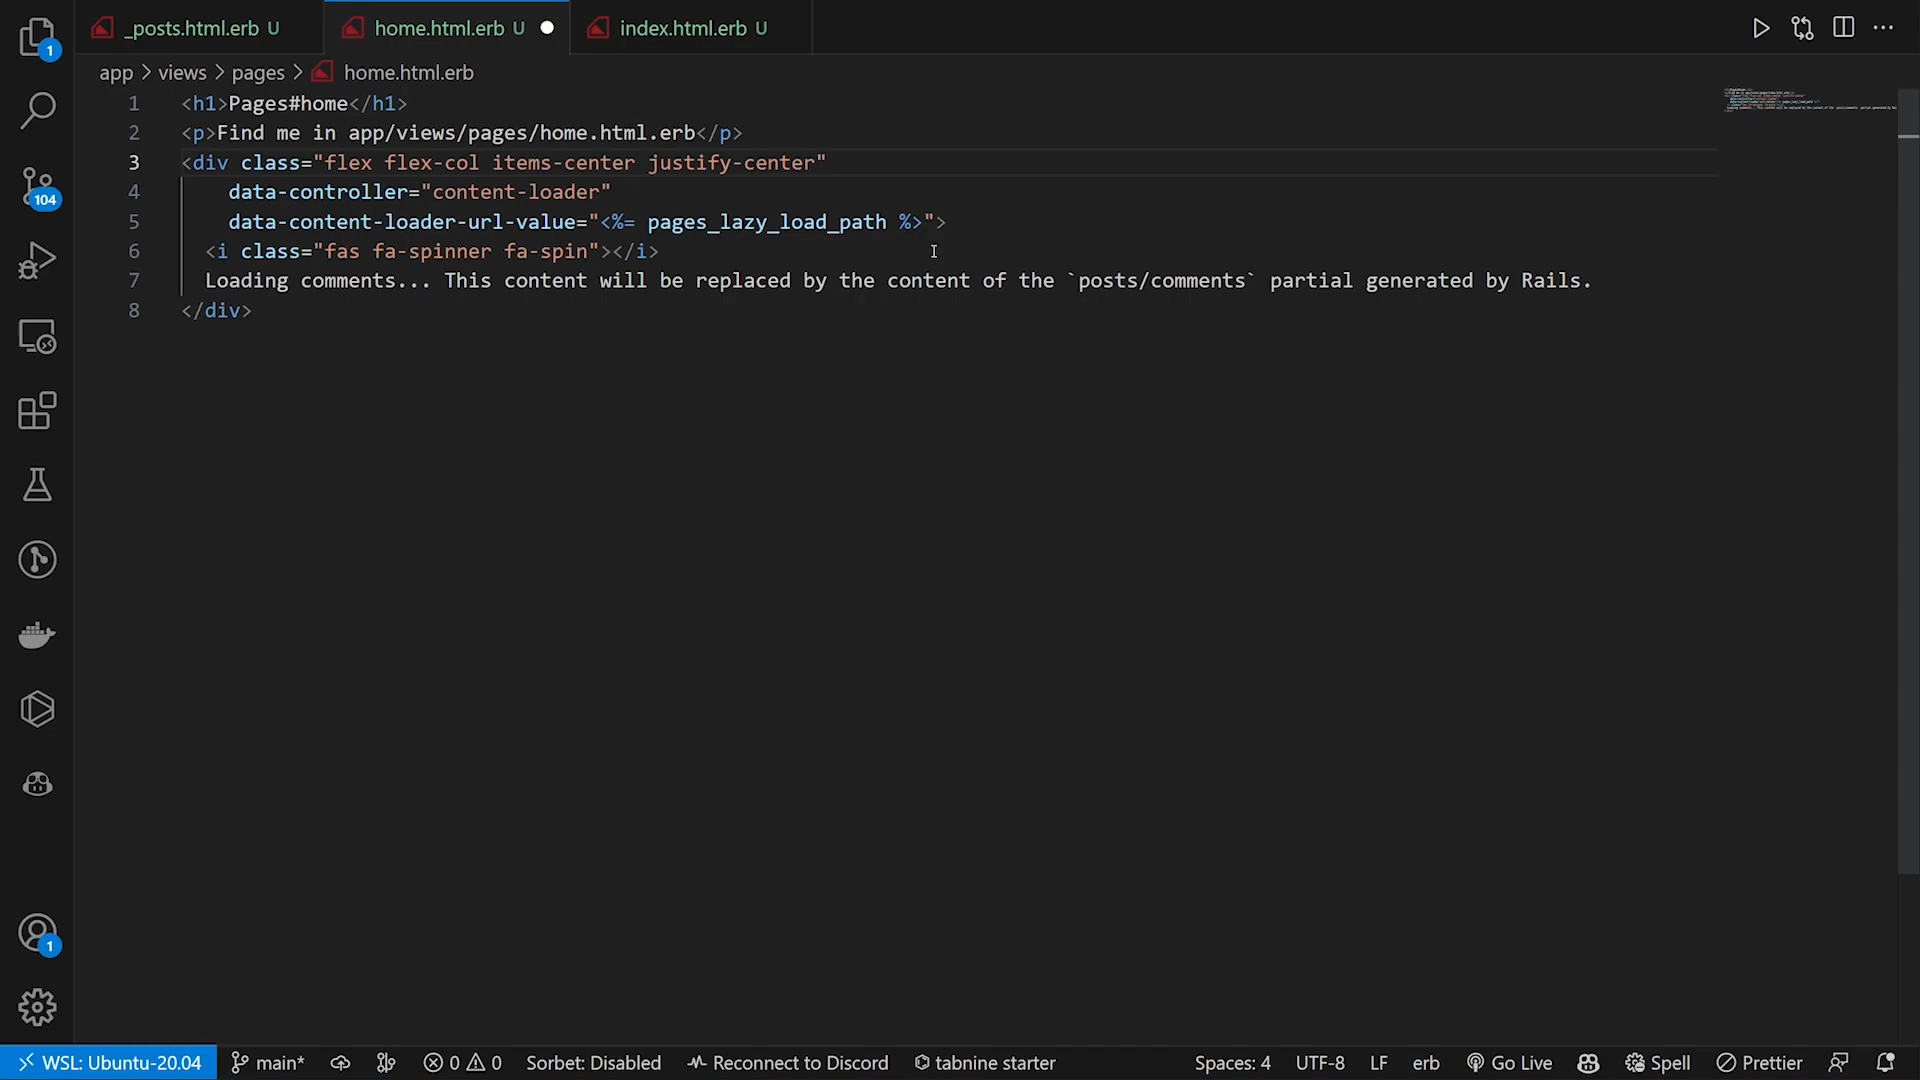 _posts.html.erb U
home.html.erb U
index.html.erb U
1
app > views > pages > home.html.erb
1 <h1>Pages#home</h1>
2 <p>Find me in app/views/pages/home.html.erb</p>
3 <div class="flex flex-col items-center justify-center"
4 data-controller="content-loader"
5 data-content-loader-url-value="<%= pages_lazy_load_path %>">
6 <i class="fas fa-spinner fa-spin"></i>
7 Loading comments... This content will be replaced by the content of the `posts/comments` partial generated by Rails.
8 </div>
104
1
WSL: Ubuntu-20.04 main* 0 0 Sorbet: Disabled Reconnect to Discord tabnine starter Spaces: 4 UTF-8 LF erb Go Live Spell Prettier